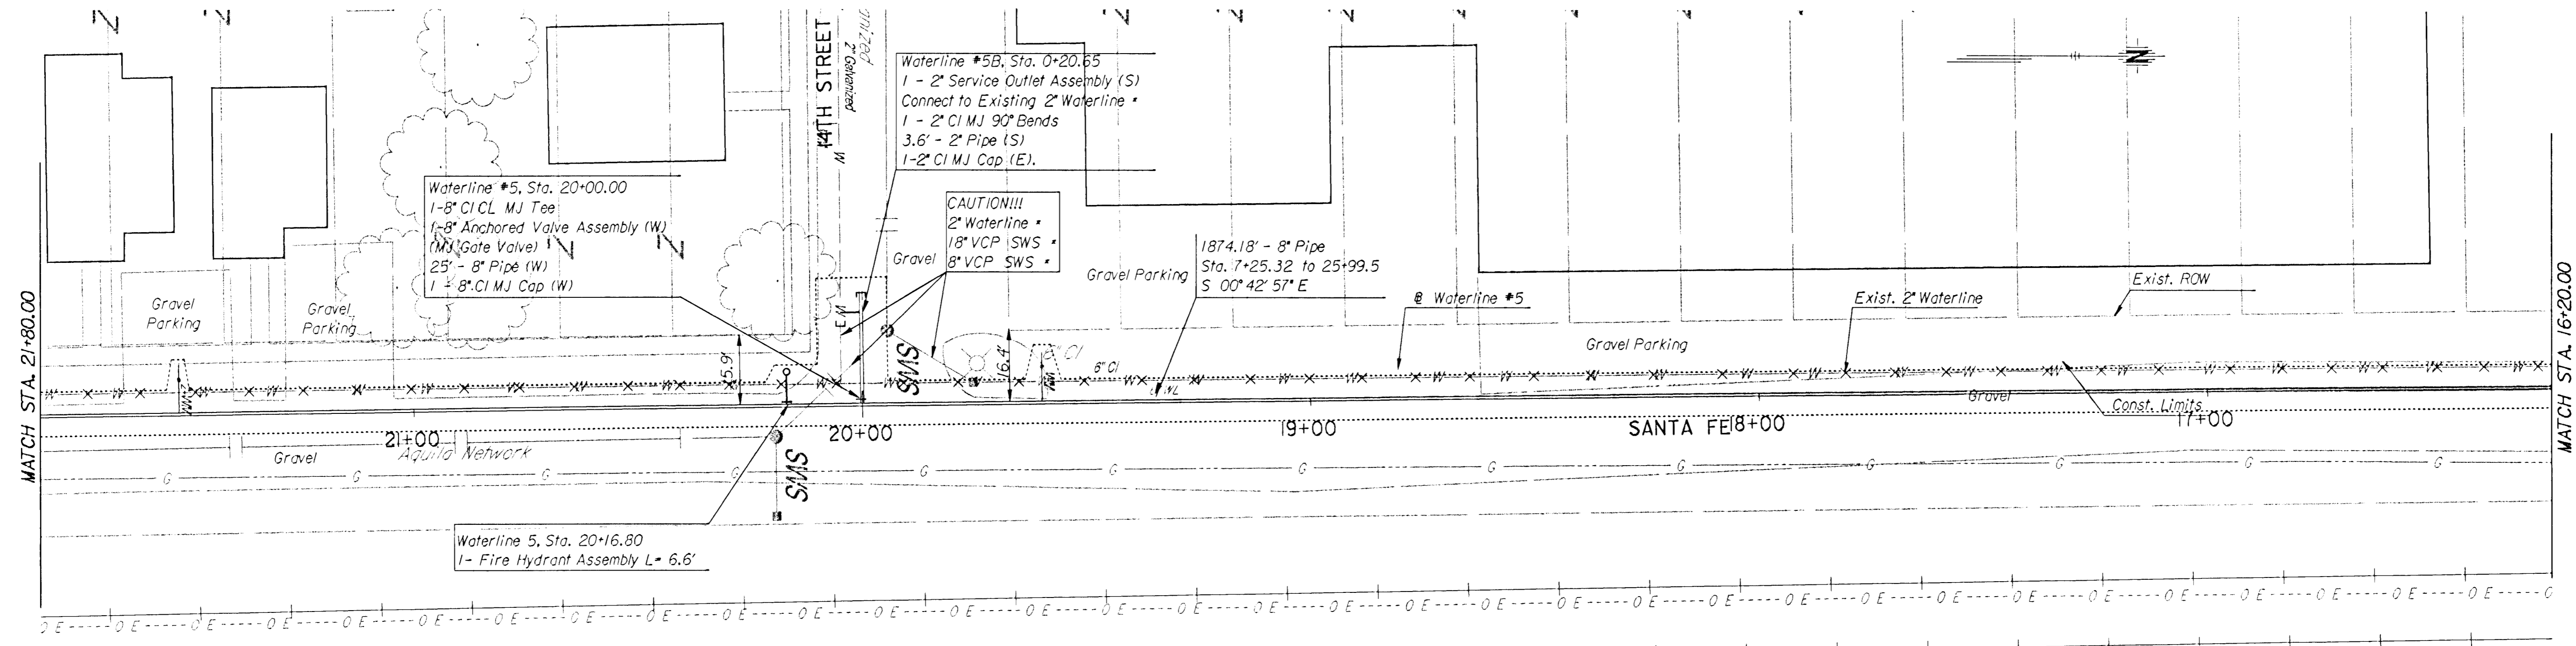 14TH STREET
2" Galvanized
Waterline #5B, Sta. 0+20.65
1 - 2" Service Outlet Assembly (S)
Connect to Existing 2" Waterline *
1 - 2" CI MJ 90° Bends
3.6' - 2" Pipe (S)
1-2" CI MJ Cap (E).
N
Waterline #5, Sta. 20+00.00
1-8" CI CL MJ Tee
1-8" Anchored Valve Assembly (W)
(MJ Gate Valve)
25' - 8" Pipe (W)
1 - 8" CI MJ Cap (W)
CAUTION!!!
2" Waterline *
18" VCP SWS *
8" VCP SWS *
Gravel
Gravel Parking
1874.18' - 8" Pipe
Sta. 7+25.32 to 25+99.5
S 00° 42' 57" E
Waterline #5
Exist. 2" Waterline
Exist. ROW
Gravel
Parking
Gravel
Parking
Gravel Parking
MATCH STA. 21+80.00
MATCH STA. 16+20.00
16.4'
6" CI
6" CI
SWS
WL
Gravel
Const. Limits
21+00
20+00
19+00
SANTA FE
18+00
17+00
Gravel
Aquila Network
SWS
G G G G G G G G G G G G G
Waterline 5, Sta. 20+16.80
1- Fire Hydrant Assembly L= 6.6'
O E O E O E O E O E O E O E O E O E O E O E O E O E O E O E O E O E O E O E O E O E O E O E O E O E O E O E O E O E O E O E O E